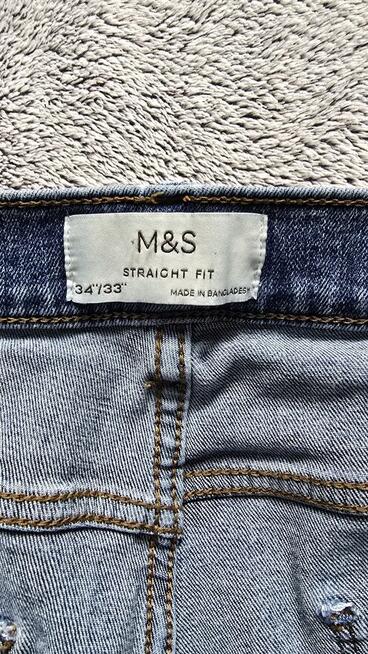 M&S
STRAIGHT FIT
34"/33"
MADE IN BANGLADESH